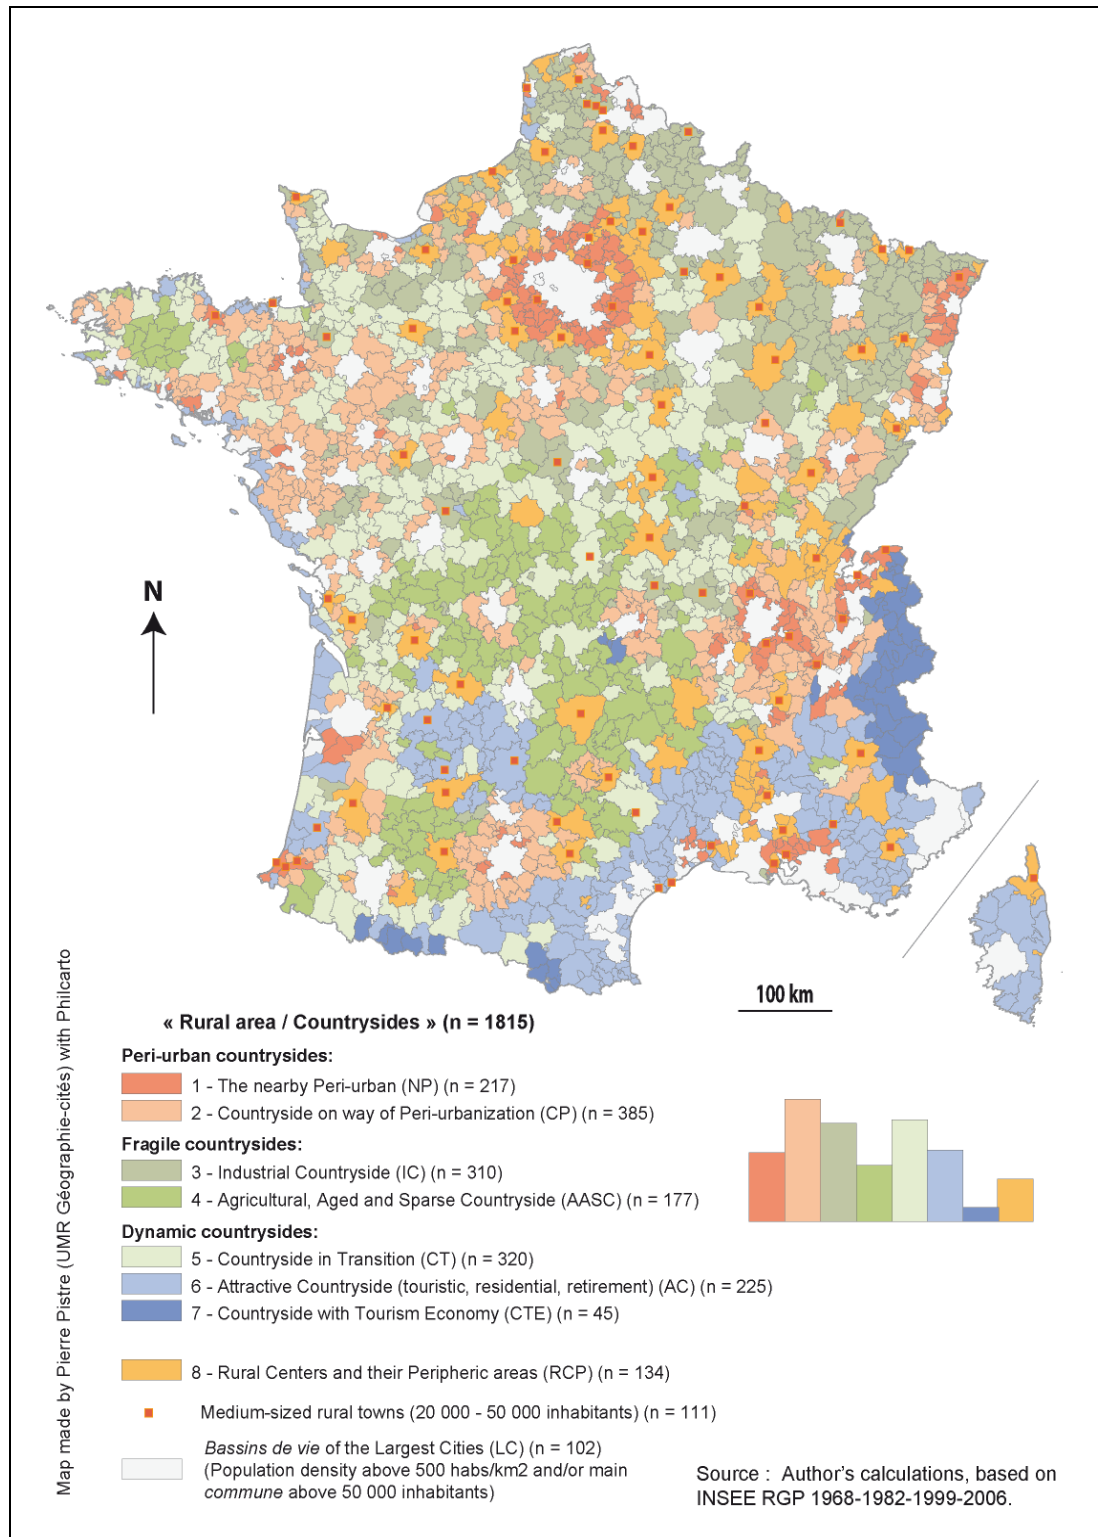 N
100 km
Map made by Pierre Pistre (UMR Géographie-cités) with Philcarto
« Rural area / Countrysides » (n = 1815)
Peri-urban countrysides:
1 - The nearby Peri-urban (NP) (n = 217)
2 - Countryside on way of Peri-urbanization (CP) (n = 385)
Fragile countrysides:
3 - Industrial Countryside (IC) (n = 310)
4 - Agricultural, Aged and Sparse Countryside (AASC) (n = 177)
Dynamic countrysides:
5 - Countryside in Transition (CT) (n = 320)
6 - Attractive Countryside (touristic, residential, retirement) (AC) (n = 225)
7 - Countryside with Tourism Economy (CTE) (n = 45)
8 - Rural Centers and their Peripheric areas (RCP) (n = 134)
Medium-sized rural towns (20 000 - 50 000 inhabitants) (n = 111)
Bassins de vie of the Largest Cities (LC) (n = 102)
(Population density above 500 habs/km2 and/or main
commune above 50 000 inhabitants)
Source : Author's calculations, based on
INSEE RGP 1968-1982-1999-2006.